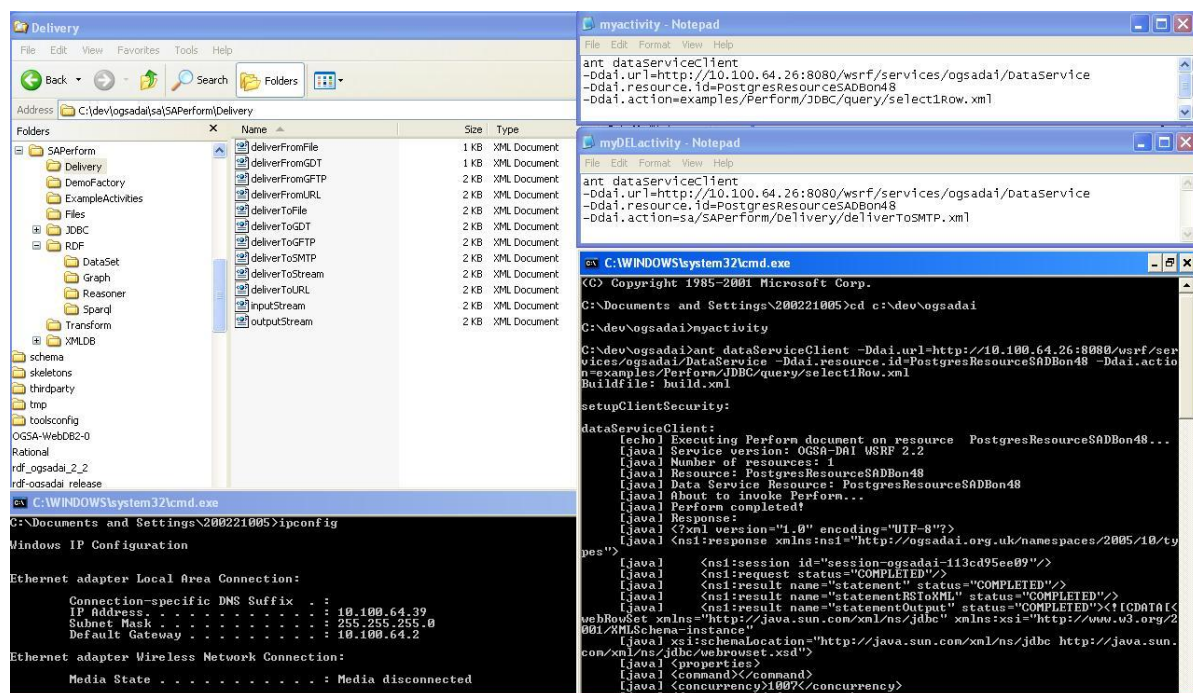 Delivery
File Edit View Favorites Tools Help
Back Search Folders
Address C:\dev\ogsadai\sa\SAPerform\Delivery
Folders
SAPerform
Delivery
DemoFactory
ExampleActivities
Files
JDBC
RDF
DataSet
Graph
Reasoner
Sparql
Transform
XMLDB
schema
skeletons
thirdparty
tmp
toolsconfig
OGSA-WebDB2-0
Rational
rdf_ogsadai_2_2
rdf-ogsadai release
Name Size Type
deliverFromFile 1 KB XML Document
deliverFromGDT 1 KB XML Document
deliverFromGFTP 2 KB XML Document
deliverFromURL 2 KB XML Document
deliverToFile 2 KB XML Document
deliverToGDT 2 KB XML Document
deliverToGFTP 2 KB XML Document
deliverToSMTP 2 KB XML Document
deliverToStream 2 KB XML Document
deliverToURL 2 KB XML Document
inputStream 2 KB XML Document
outputStream 2 KB XML Document
C:\WINDOWS\system32\cmd.exe
C:\Documents and Settings\200221005>ipconfig
Windows IP Configuration
Ethernet adapter Local Area Connection:
Connection-specific DNS Suffix . :
IP Address. . . . . . . . . . . . : 10.100.64.39
Subnet Mask . . . . . . . . . . . : 255.255.255.0
Default Gateway . . . . . . . . . : 10.100.64.2
Ethernet adapter Wireless Network Connection:
Media State . . . . . . . . . . . : Media disconnected
myactivity - Notepad
File Edit Format View Help
ant dataServiceClient
-Ddai.url=http://10.100.64.26:8080/wsrf/services/ogsadai/DataService
-Ddai.resource.id=PostgresResourceSADBon48
-Ddai.action=examples/Perform/JDBC/query/select1Row.xml
myDELactivity - Notepad
File Edit Format View Help
ant dataServiceClient
-Ddai.url=http://10.100.64.26:8080/wsrf/services/ogsadai/DataService
-Ddai.resource.id=PostgresResourceSADBon48
-Ddai.action=sa/SAPerform/Delivery/deliverToSMTP.xml
C:\WINDOWS\system32\cmd.exe
(C) Copyright 1985-2001 Microsoft Corp.
C:\Documents and Settings\200221005>cd c:\dev\ogsadai
C:\dev\ogsadai>myactivity
C:\dev\ogsadai>ant dataServiceClient -Ddai.url=http://10.100.64.26:8080/wsrf/ser
vices/ogsadai/DataService -Ddai.resource.id=PostgresResourceSADBon48 -Ddai.actio
n=examples/Perform/JDBC/query/select1Row.xml
Buildfile: build.xml
setupClientSecurity:
dataServiceClient:
[echo] Executing Perform document on resource PostgresResourceSADBon48...
[java] Service version: OGSA-DAI WSRF 2.2
[java] Number of resources: 1
[java] Resource: PostgresResourceSADBon48
[java] Data Service Resource: PostgresResourceSADBon48
[java] About to invoke Perform...
[java] Perform completed!
[java] Response:
[java] <?xml version="1.0" encoding="UTF-8"?>
[java] <ns1:response xmlns:ns1="http://ogsadai.org.uk/namespaces/2005/10/ty
pes">
[java] <ns1:session id="session-ogsadai-113cd95ee09"/>
[java] <ns1:request status="COMPLETED"/>
[java] <ns1:result name="statement" status="COMPLETED"/>
[java] <ns1:result name="statementRSToXML" status="COMPLETED"/>
[java] <ns1:result name="statementOutput" status="COMPLETED"><![CDATA[<
webRowSet xmlns="http://java.sun.com/xml/ns/jdbc" xmlns:xsi="http://www.w3.org/2
001/XMLSchema-instance"
[java] xsi:schemaLocation="http://java.sun.com/xml/ns/jdbc http://java.sun.
com/xml/ns/jdbc/webrowset.xsd">
[java] <properties>
[java] <command></command>
[java] <concurrency>1007</concurrency>